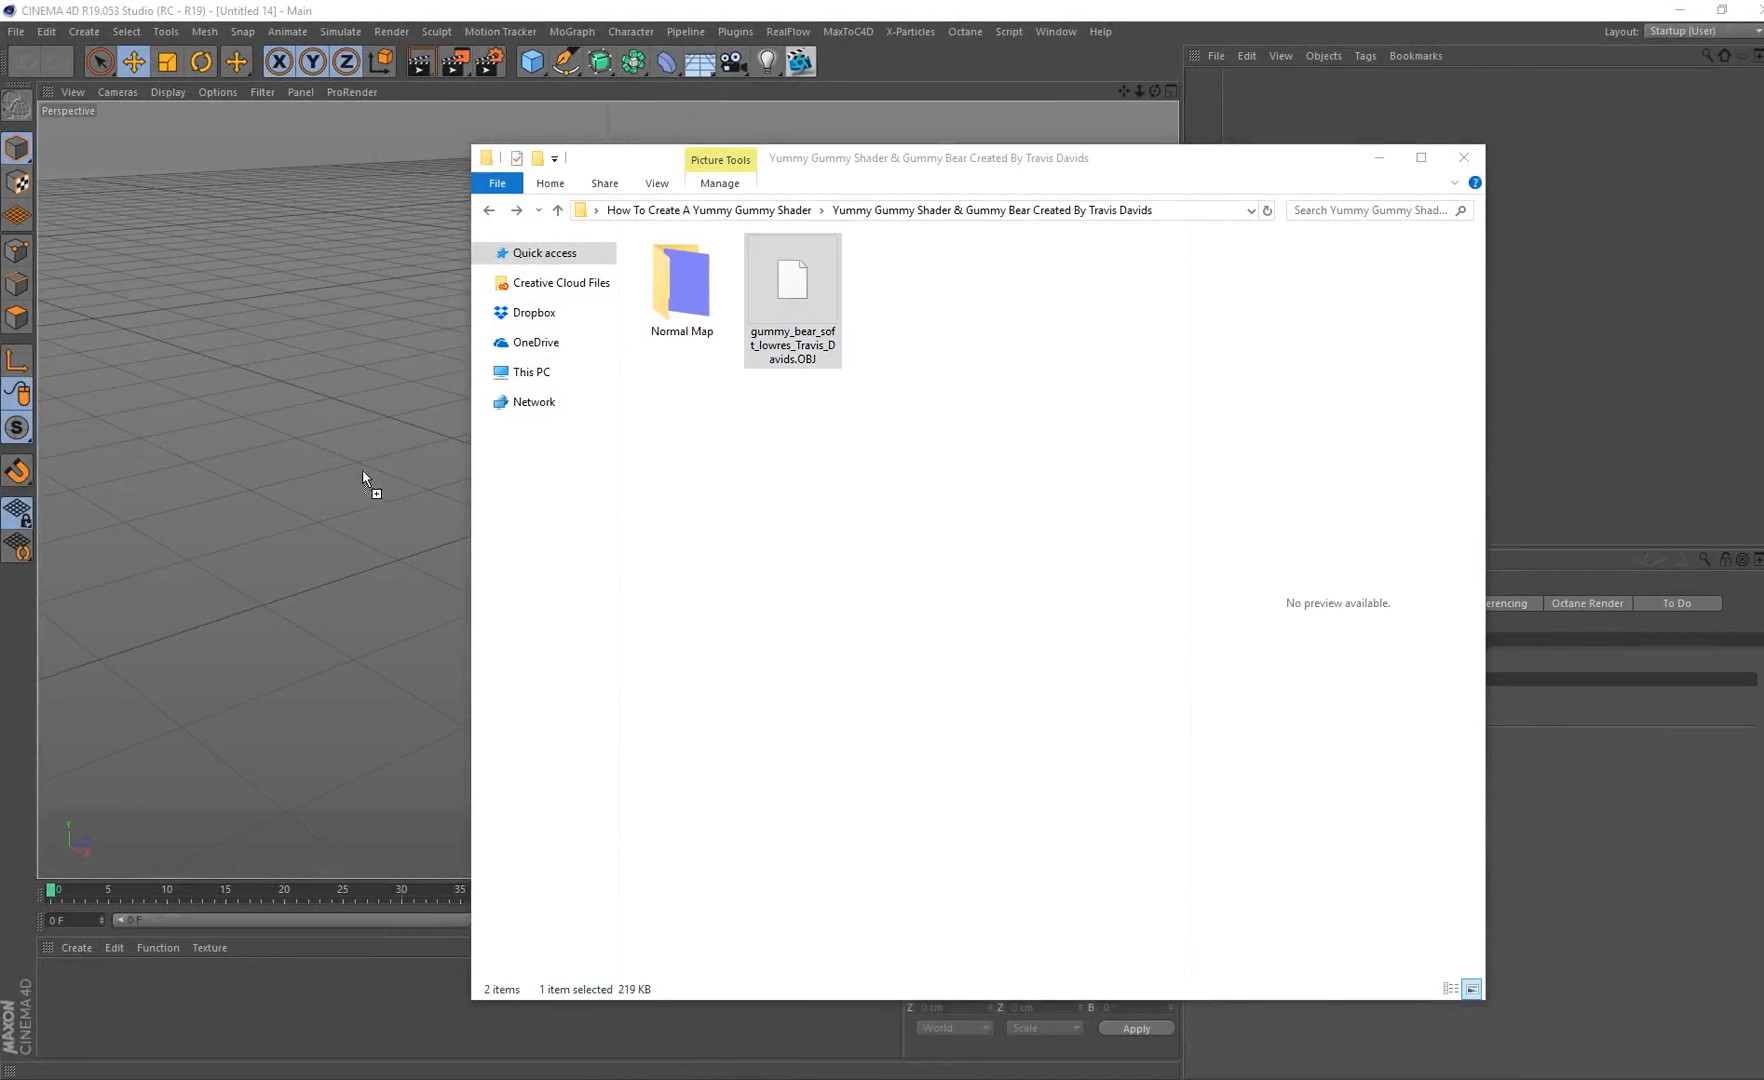 CINEMA 4D R19.053 Studio (RC - R19) - [Untitled 14] - Main
File Edit Create Select Tools Mesh Snap Animate Simulate Render Sculpt Motion Tracker MoGraph Character Pipeline Plugins RealFlow MaxToC4D X-Particles Octane Script Window Help Layout: Startup (User)
X Y Z
File Edit View Objects Tags Bookmarks
View Cameras Display Options Filter Panel ProRender
Perspective
Picture Tools Yummy Gummy Shader & Gummy Bear Created By Travis Davids
File Home Share View Manage
How To Create A Yummy Gummy Shader Yummy Gummy Shader & Gummy Bear Created By Travis Davids Search Yummy Gummy Shad...
Quick access
Creative Cloud Files
Dropbox
OneDrive
This PC
Network
Normal Map
gummy_bear_sof
t_lowres_Travis_D
avids.OBJ
No preview available.
erencing Octane Render To Do
S
Y
0 5 10 15 20 25 30 35
0 F 0 F
Create Edit Function Texture
2 items 1 item selected 219 KB
Z 0 cm Z 0 cm B 0°
World Scale Apply
MAXON
CINEMA 4D